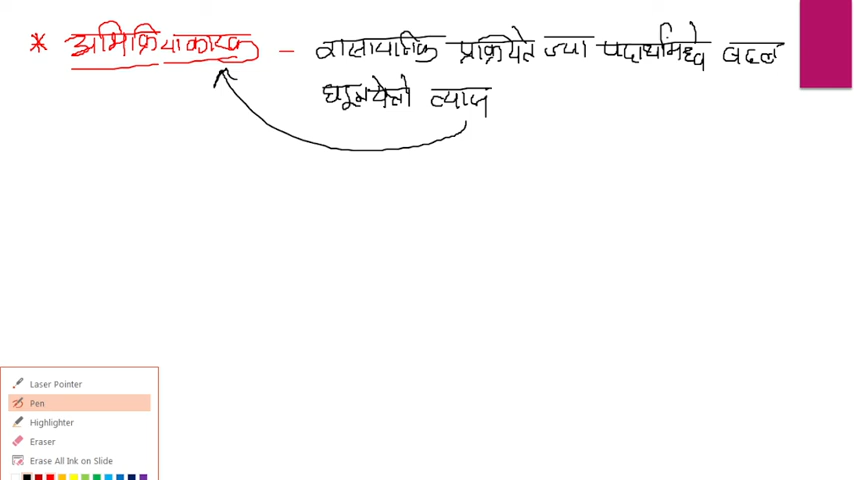 * अभिक्रियाकारक – रासायनिक प्रक्रियेत ज्या पदार्थांमध्ये बदल
घडून येतो त्यास
Laser Pointer
Pen
Highlighter
Eraser
Erase All Ink on Slide